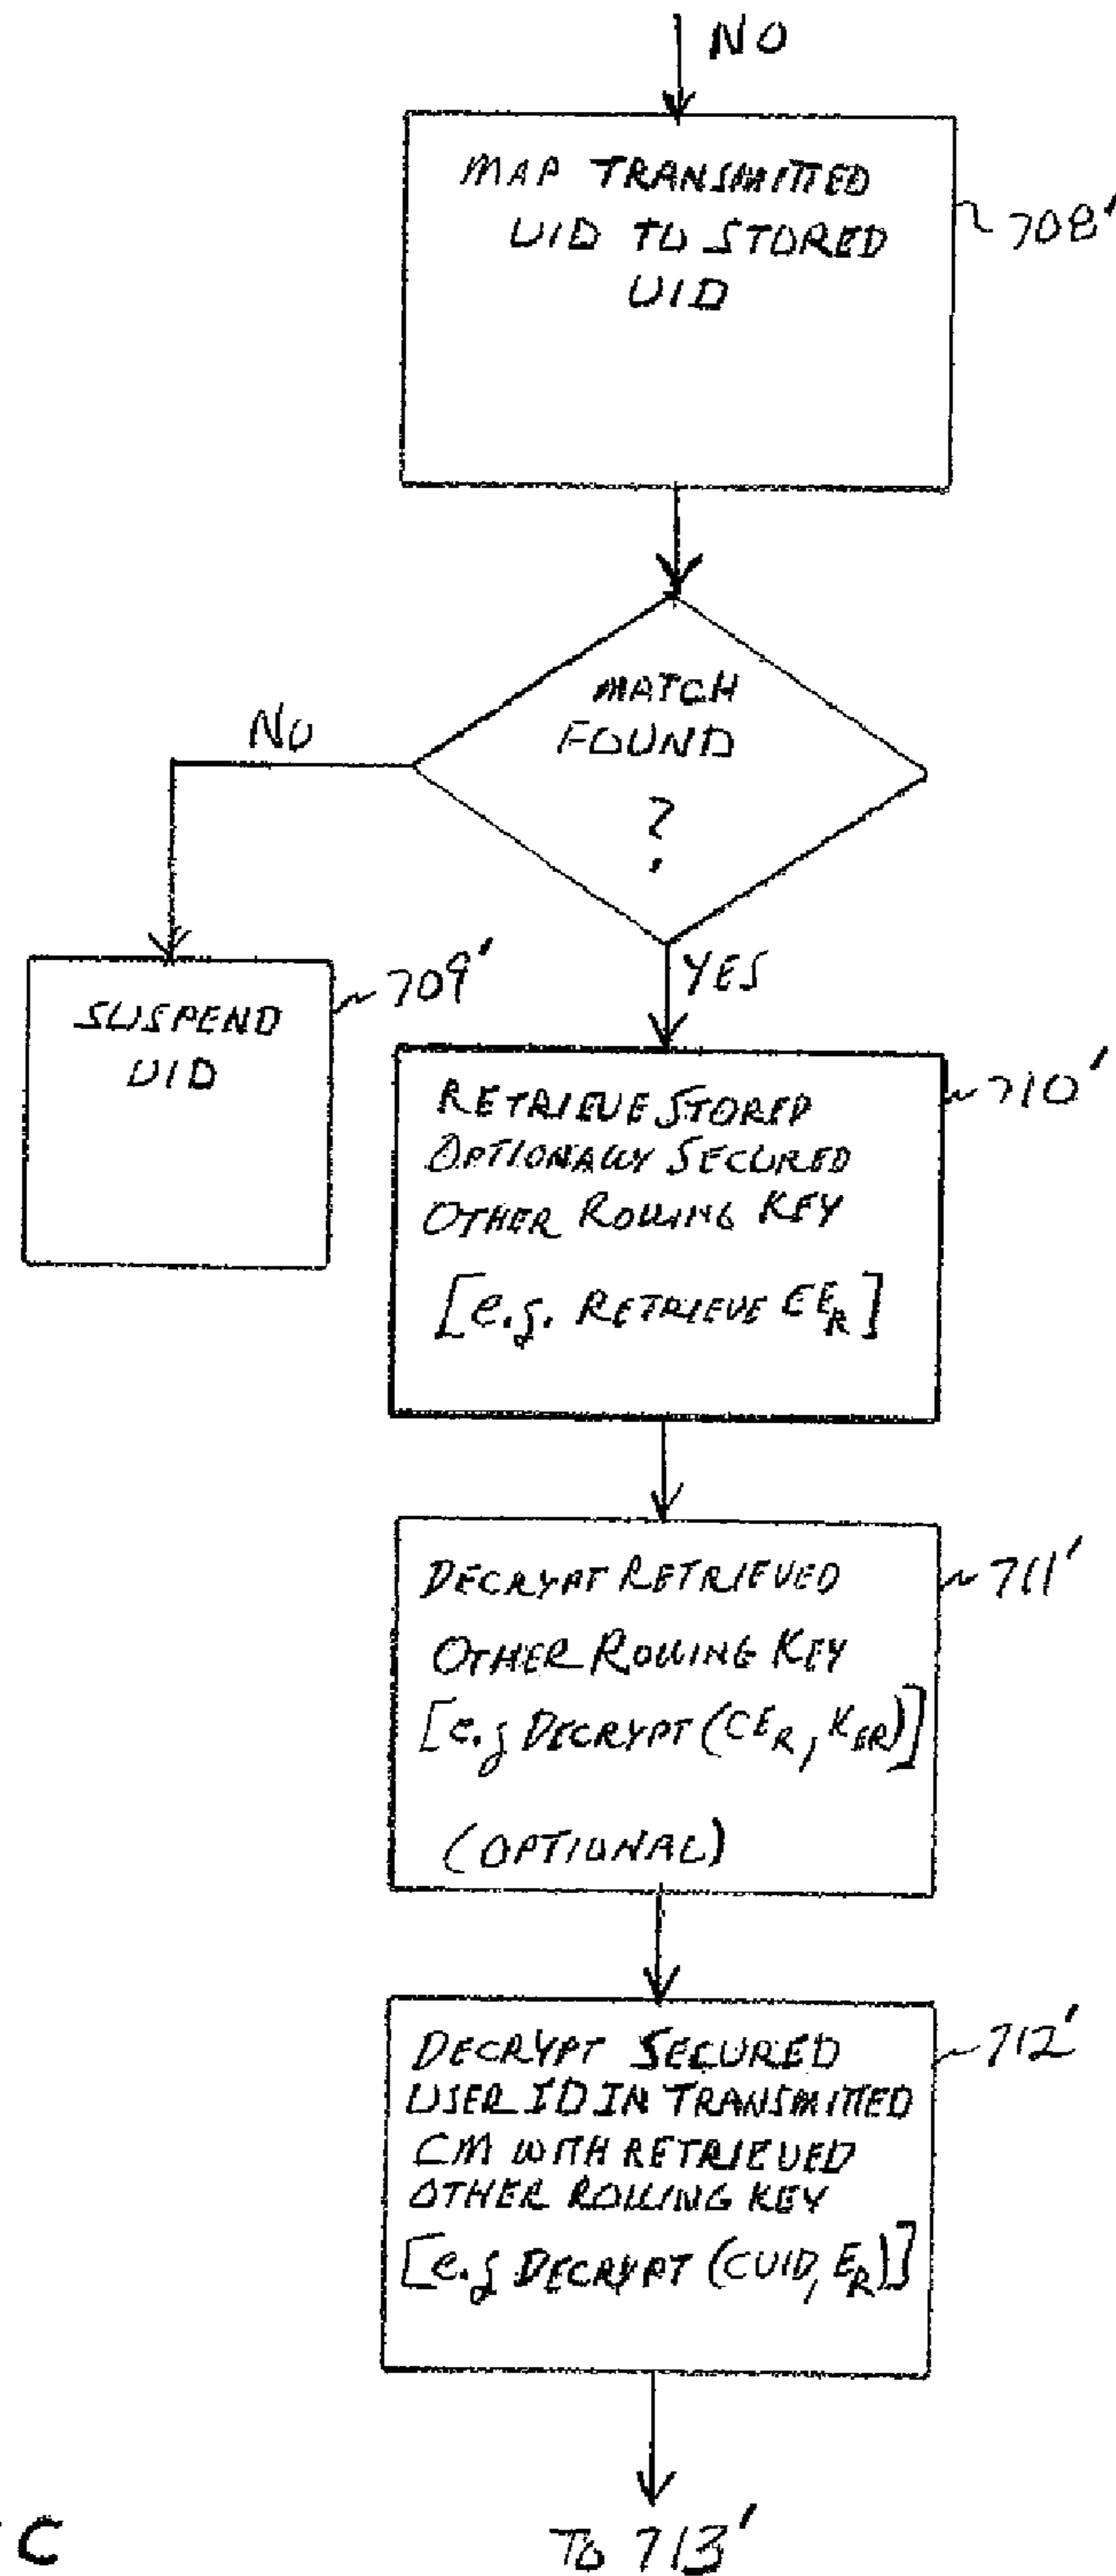 NO
MAP TRANSMITTED
UID TO STORED
UID
708'
MATCH
FOUND
?
NO
YES
SUSPEND
UID
709'
RETRIEVE STORED
OPTIONALLY SECURED
OTHER ROLLING KEY
[e.g. RETRIEVE CE_R]
710'
DECRYPT RETRIEVED
OTHER ROLLING KEY
[e.g DECRYPT (CE_R, K_ER)]
(OPTIONAL)
711'
DECRYPT SECURED
USER ID IN TRANSMITTED
CM WITH RETRIEVED
OTHER ROLLING KEY
[e.g DECRYPT (CUID, E_R)]
712'
C
TO 713'